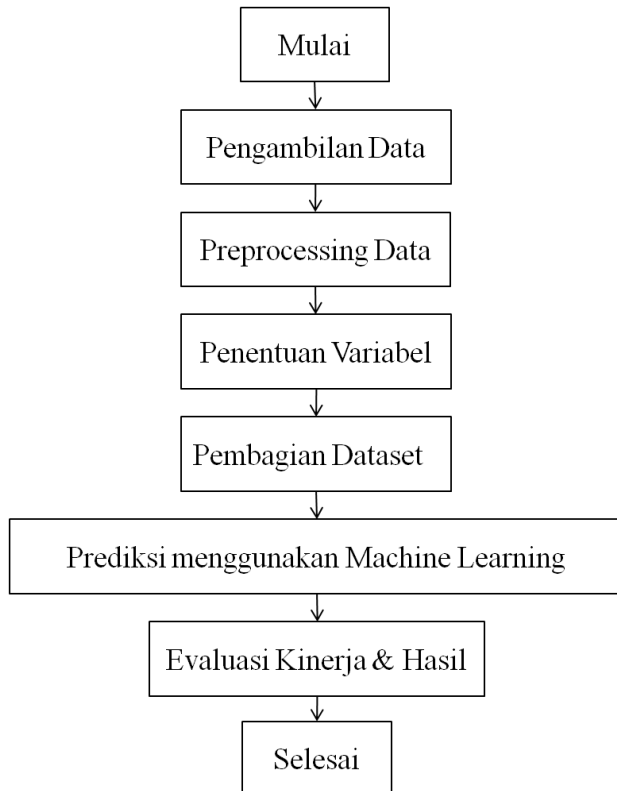 Mulai
Pengambilan Data
Preprocessing Data
Penentuan Variabel
Pembagian Dataset
Prediksi menggunakan Machine Learning
Evaluasi Kinerja & Hasil
Selesai